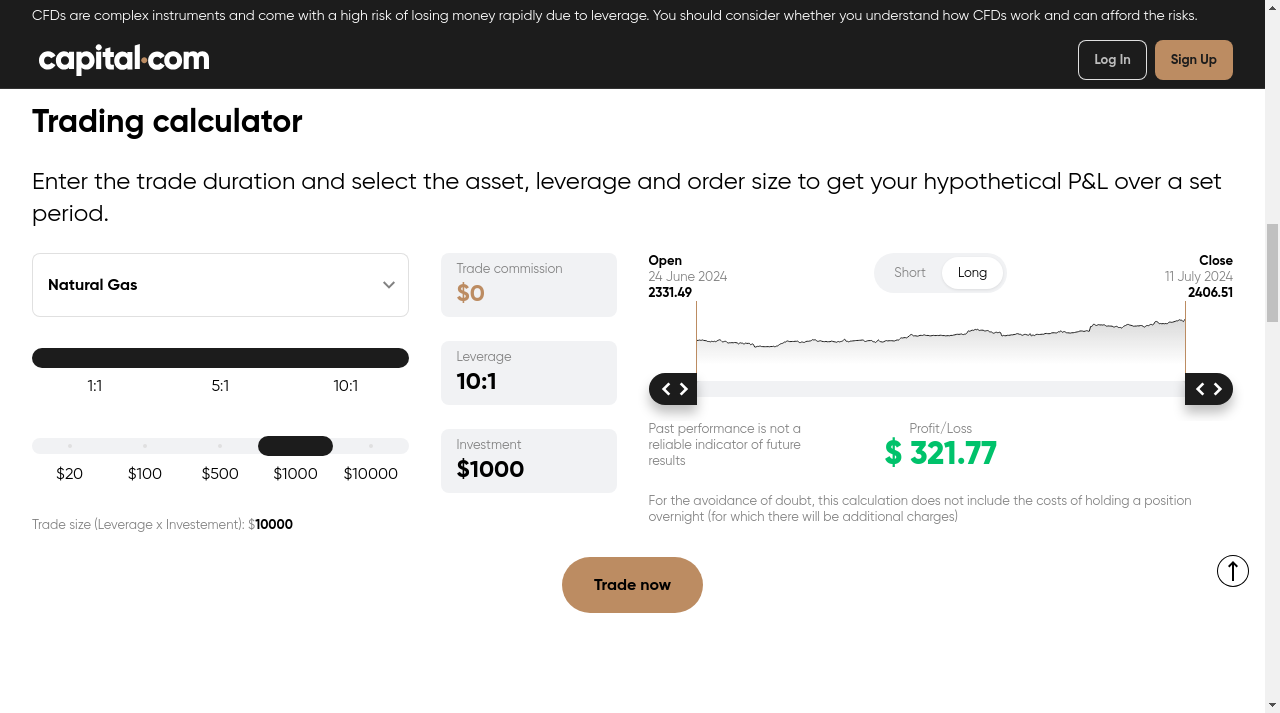 CFDs are complex instruments and come with a high risk of losing money rapidly due to leverage. You should consider whether you understand how CFDs work and can afford the risks.
capital.com
Log In
Sign Up
Trading calculator
Enter the trade duration and select the asset, leverage and order size to get your hypothetical P&L over a set
period.
Natural Gas
1:1 5:1 10:1
$20 $100 $500 $1000 $10000
Trade size (Leverage x Investement): $10000
Trade commission
$0
Leverage
10:1
Investment
$1000
Open
24 June 2024
2331.49
Short Long
Close
11 July 2024
2406.51
Past performance is not a
reliable indicator of future
results
Profit/Loss
$ 321.77
For the avoidance of doubt, this calculation does not include the costs of holding a position
overnight (for which there will be additional charges)
Trade now